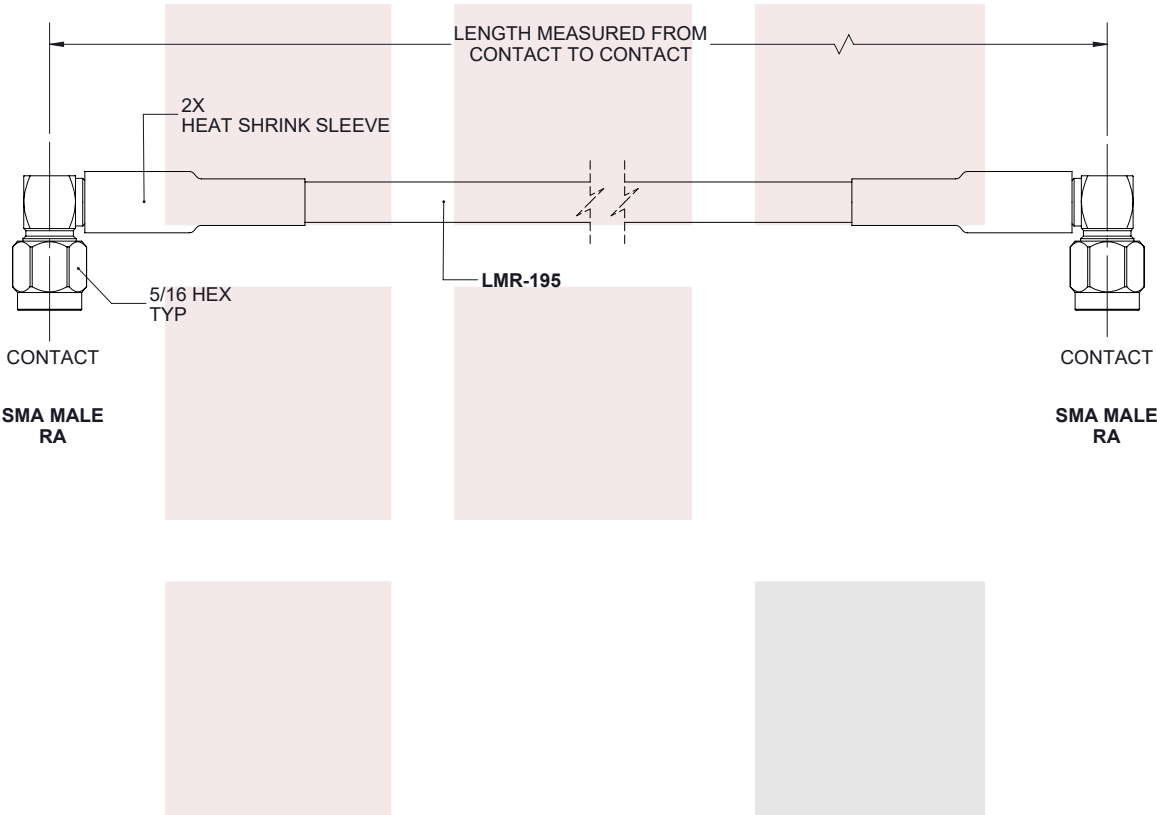 LENGTH MEASURED FROM
CONTACT TO CONTACT
2X
HEAT SHRINK SLEEVE
LMR-195
5/16 HEX
TYP
CONTACT
SMA MALE
RA
CONTACT
SMA MALE
RA